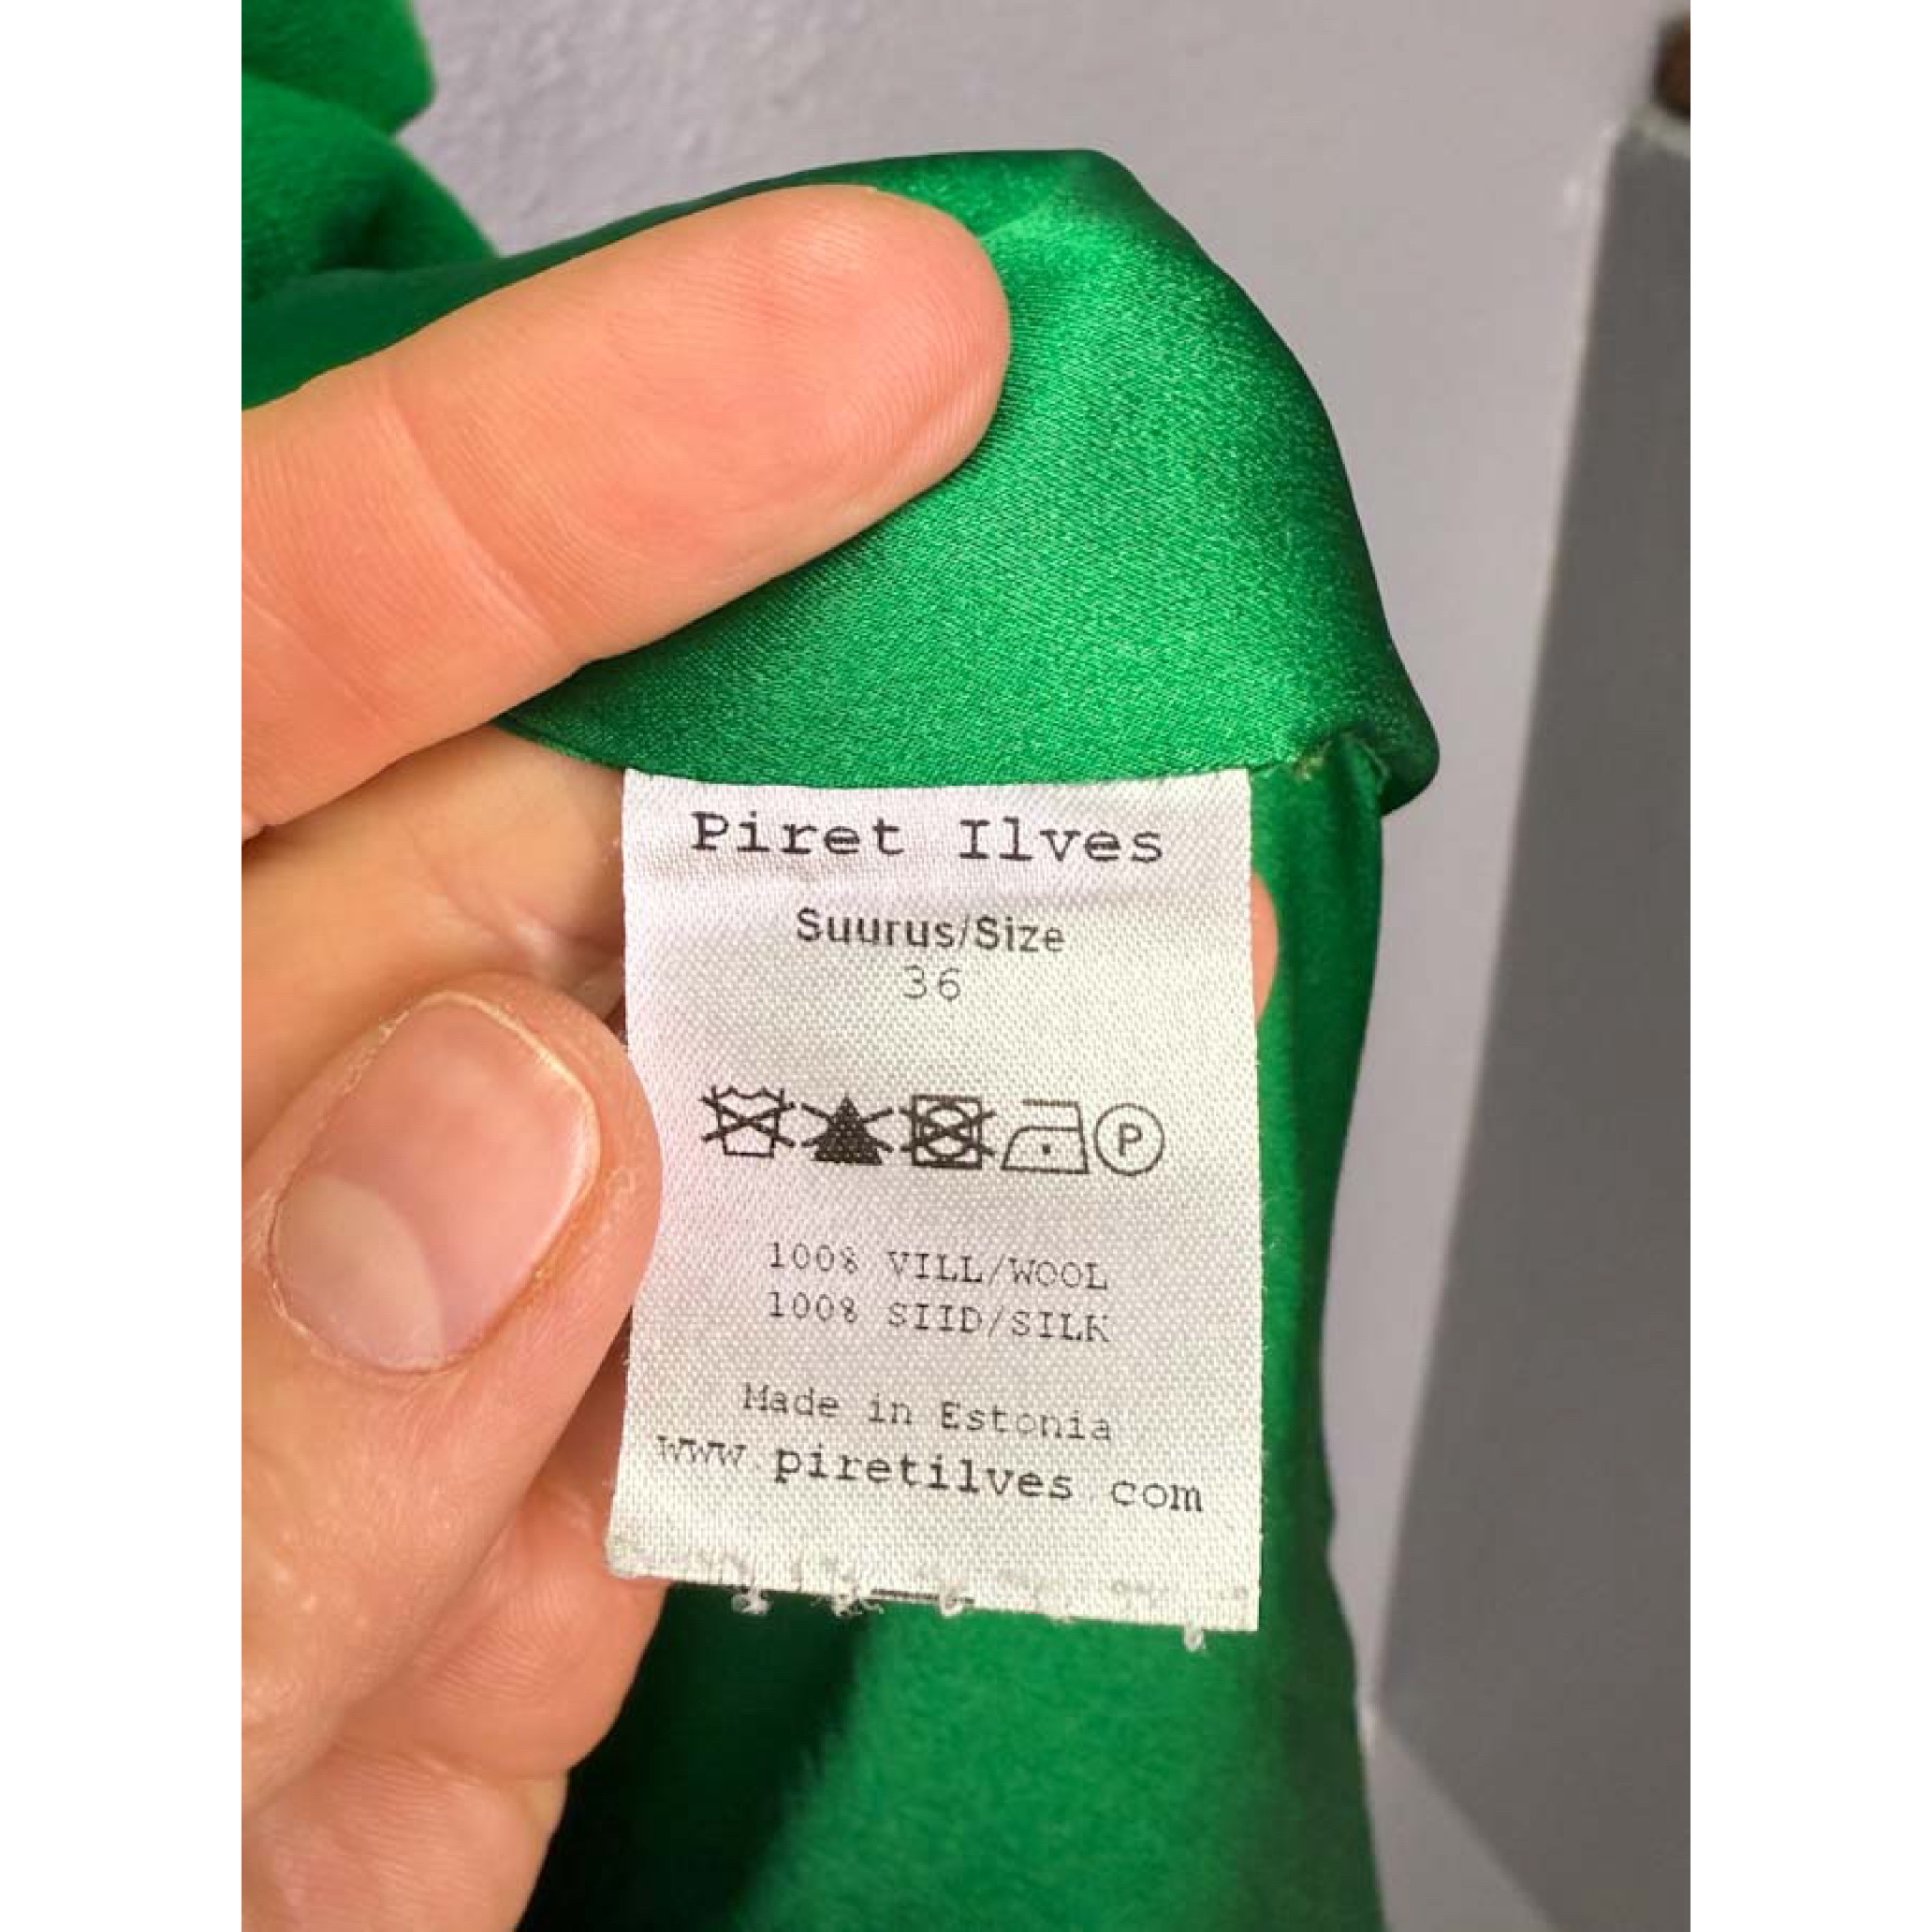 Piret Ilves
Suurus/Size
36
P
100% VILL/WOOL
100% SIID/SILK
Made in Estonia
www.piretilves.com